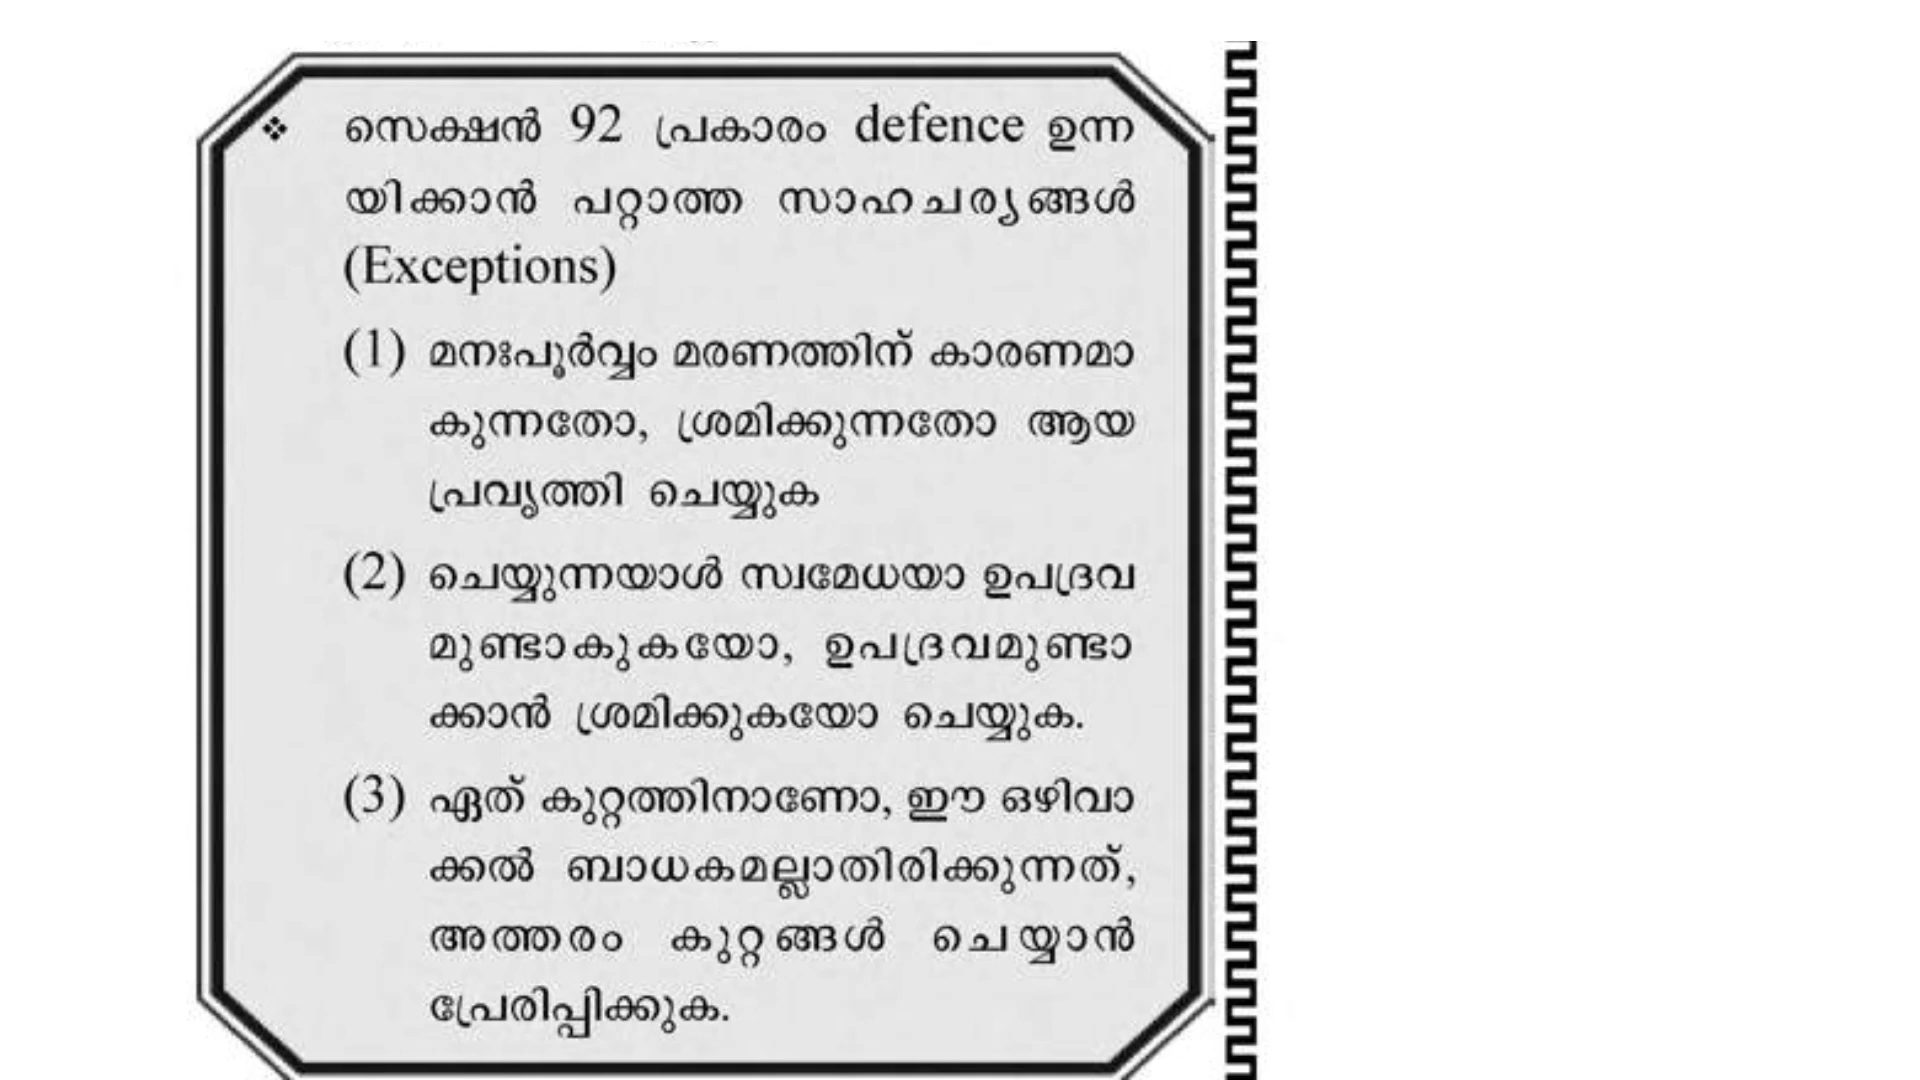 ❖ സെക്ഷൻ 92 പ്രകാരം defence ഉന്ന
യിക്കാൻ പറ്റാത്ത സാഹചര്യങ്ങൾ
(Exceptions)
(1) മനഃപൂർവ്വം മരണത്തിന് കാരണമാ
കുന്നതോ, ശ്രമിക്കുന്നതോ ആയ
പ്രവൃത്തി ചെയ്യുക
(2) ചെയ്യുന്നയാൾ സ്വമേധയാ ഉപദ്രവ
മുണ്ടാകുകയോ, ഉപദ്രവമുണ്ടാ
ക്കാൻ ശ്രമിക്കുകയോ ചെയ്യുക.
(3) ഏത് കുറ്റത്തിനാണോ, ഈ ഒഴിവാ
ക്കൽ ബാധകമല്ലാതിരിക്കുന്നത്,
അത്തരം കുറ്റങ്ങൾ ചെയ്യാൻ
പ്രേരിപ്പിക്കുക.